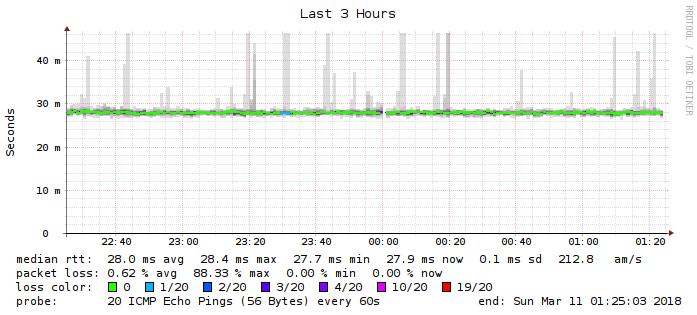 Last 3 Hours
RRDTOOL / TOBI OETIKER
Seconds
40 m
30 m
20 m
10 m
0
22:40 23:00 23:20 23:40 00:00 00:20 00:40 01:00 01:20
median rtt: 28.0 ms avg 28.4 ms max 27.7 ms min 27.9 ms now 0.1 ms sd 212.8 am/s
packet loss: 0.62 % avg 88.33 % max 0.00 % min 0.00 % now
loss color: 0 1/20 2/20 3/20 4/20 10/20 19/20
probe: 20 ICMP Echo Pings (56 Bytes) every 60s end: Sun Mar 11 01:25:03 2018